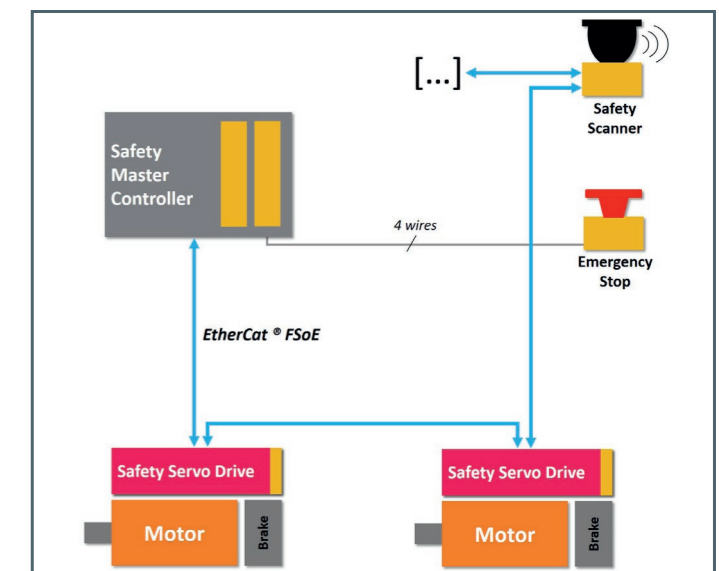 [...]
Safety
Scanner
Safety
Master
Controller
4 wires
Emergency
Stop
EtherCat ® FSoE
Safety Servo Drive
Safety Servo Drive
Motor
Brake
Motor
Brake